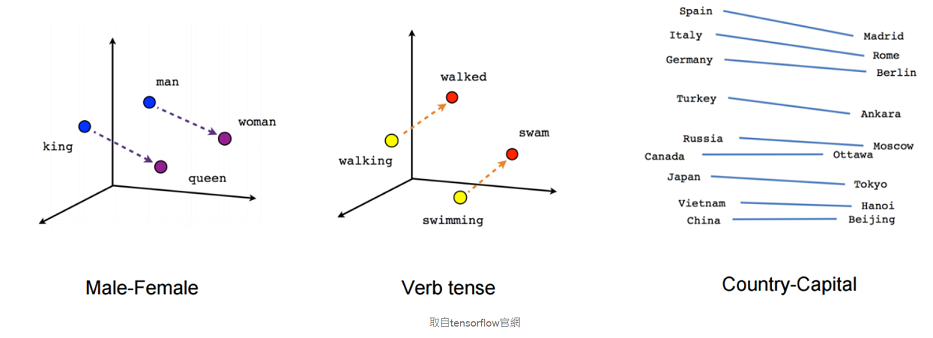 man
woman
king
queen
Male-Female
walked
swam
walking
swimming
Verb tense
Spain
Madrid
Italy
Rome
Germany
Berlin
Turkey
Ankara
Russia
Moscow
Canada
Ottawa
Japan
Tokyo
Vietnam
Hanoi
China
Beijing
Country-Capital
取自tensorflow官網